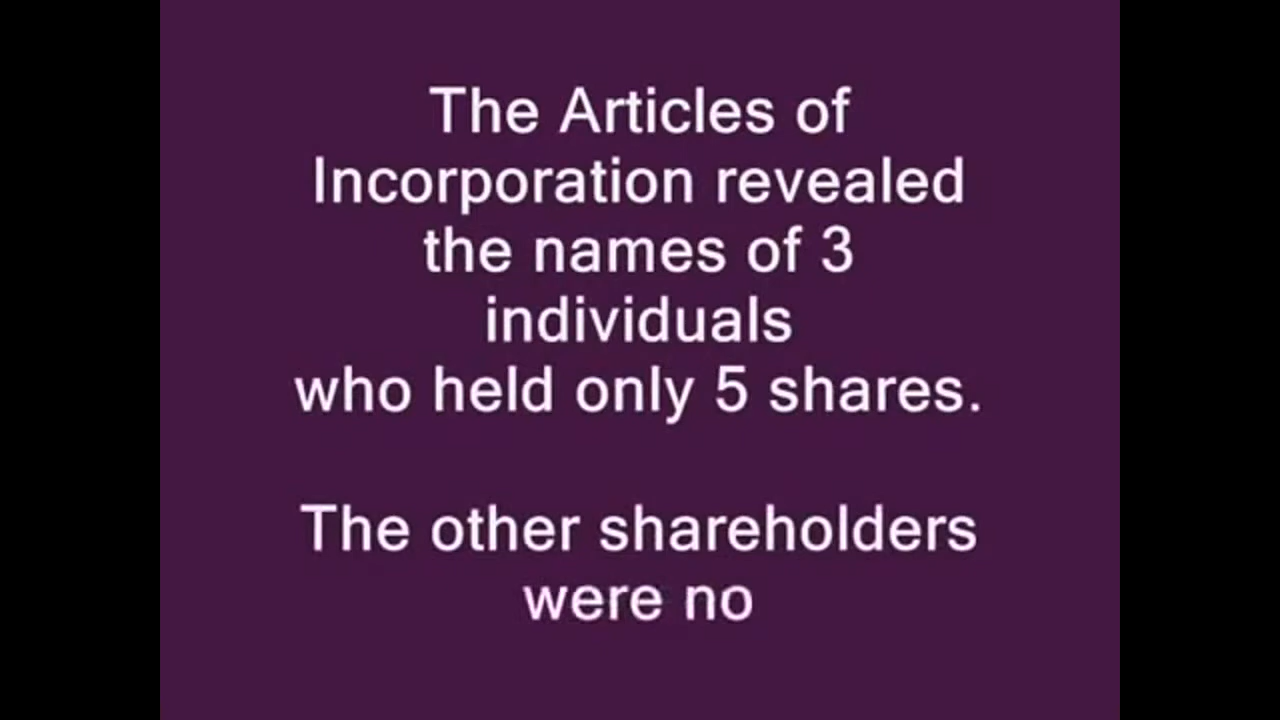 The Articles of
Incorporation revealed
the names of 3
individuals
who held only 5 shares.
The other shareholders
were no